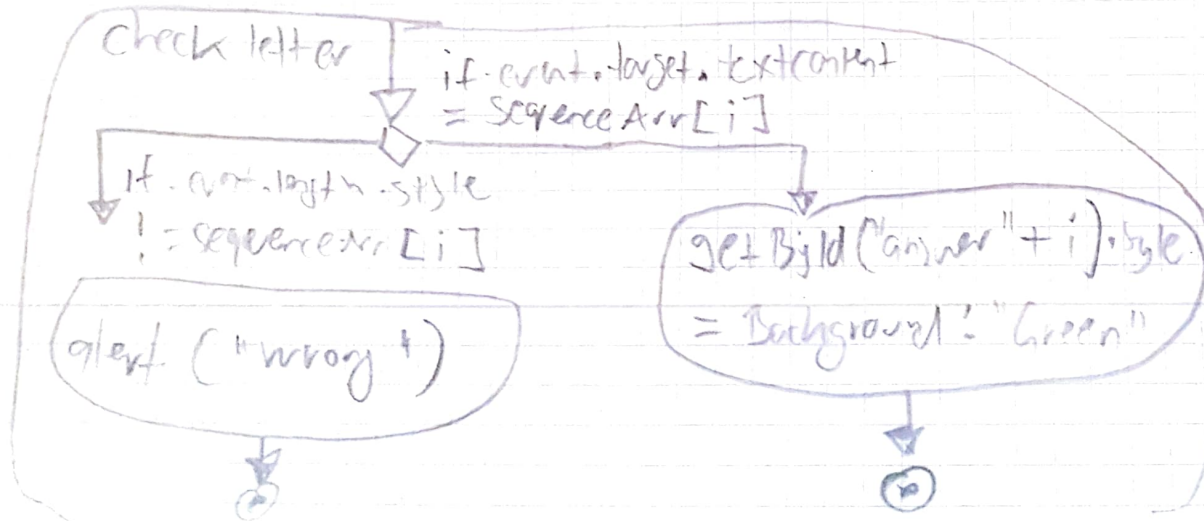 Check letter
if.event.target.textcontent
= SequenceArr[i]
if.event.length.style
!= sequenceArr[i]
getById("answer"+i).style
= Background: "Green"
alert ("wrong")